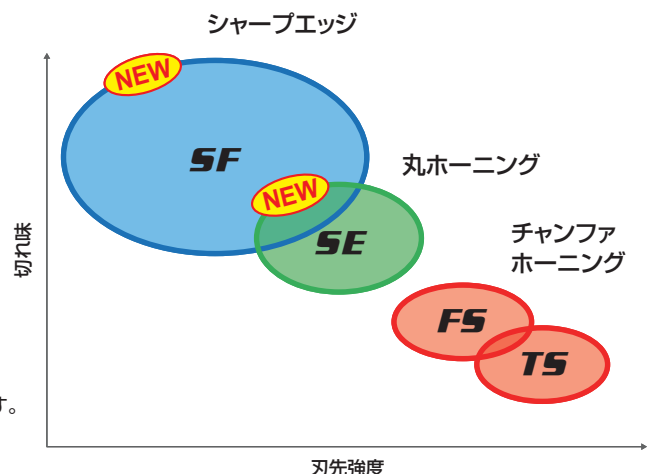 シャープエッジ
NEW
SF
丸ホーニング
NEW
SE
チャンファ
ホーニング
切れ味
FS
TS
す。
刃先強度